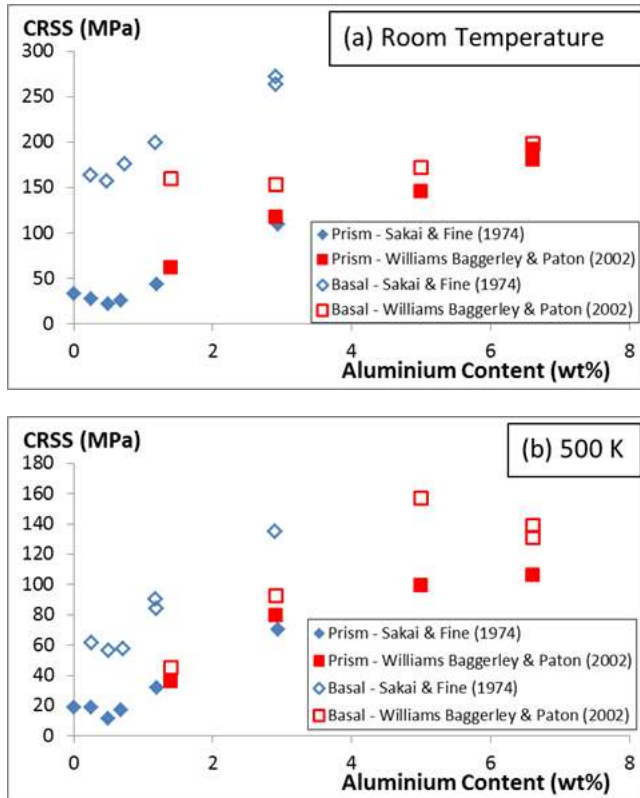 CRSS (MPa)
(a) Room Temperature
300
250
200
150
100
50
0
Prism - Sakai & Fine (1974)
Prism - Williams Baggerley & Paton (2002)
Basal - Sakai & Fine (1974)
Basal - Williams Baggerley & Paton (2002)
0 2 4 6 8
Aluminium Content (wt%)
CRSS (MPa)
(b) 500 K
180
160
140
120
100
80
60
40
20
0
Prism - Sakai & Fine (1974)
Prism - Williams Baggerley & Paton (2002)
Basal - Sakai & Fine (1974)
Basal - Williams Baggerley & Paton (2002)
0 2 4 6 8
Aluminium Content (wt%)